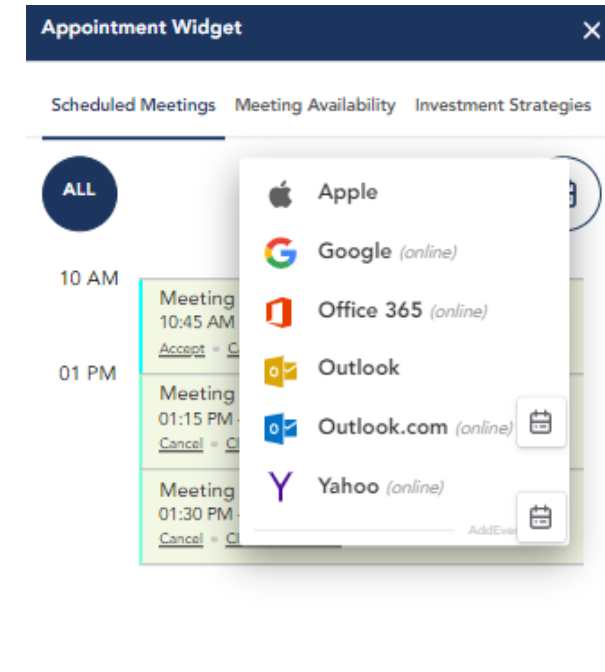 Appointment Widget
Scheduled Meetings Meeting Availability Investment Strategies
ALL
Apple
Google (online)
Office 365 (online)
Outlook
Outlook.com (online)
Yahoo (online)
10 AM
Meeting
10:45 AM
Accept
01 PM
Meeting
01:15 PM -
Cancel
Meeting
01:30 PM -
Cancel